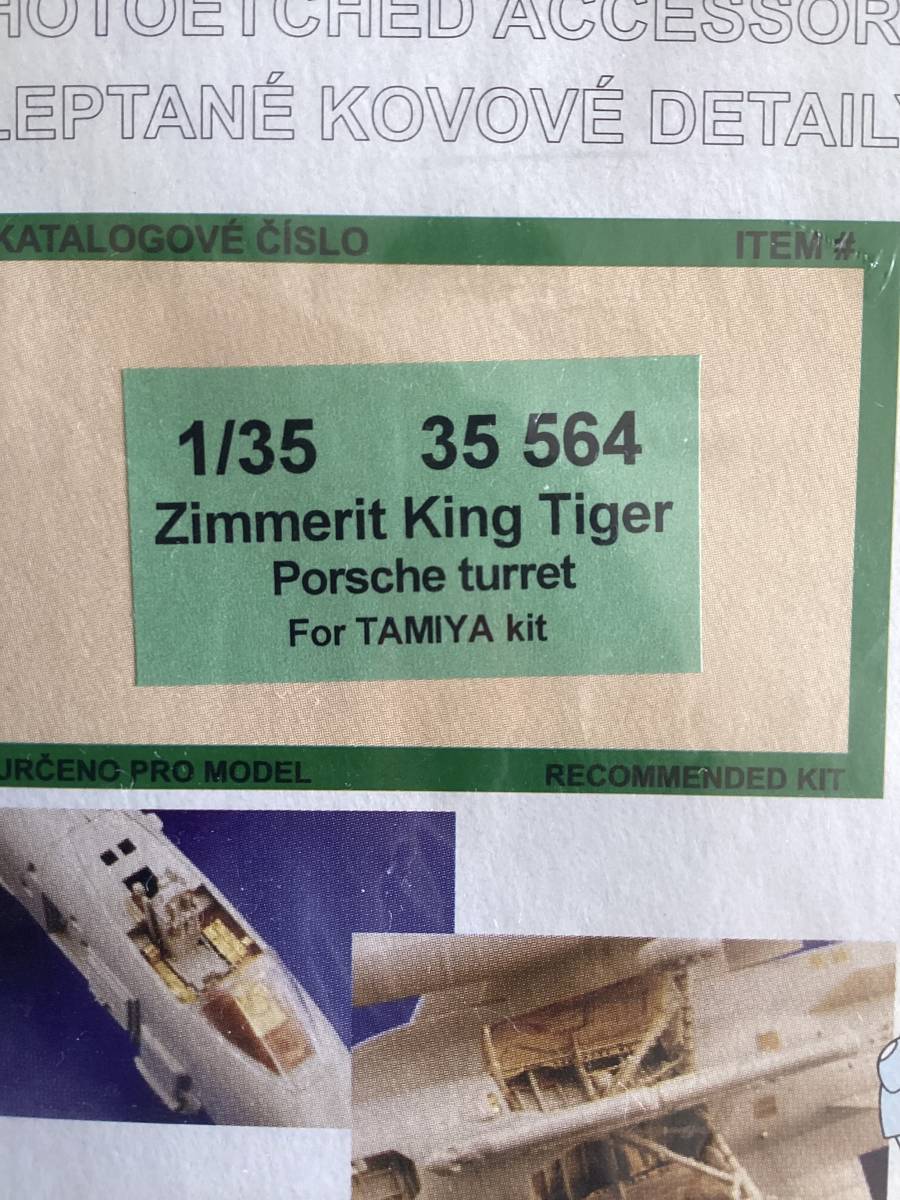 HOTOETCHED ACCESSOR
LEPTANÉ KOVOVÉ DETAILY
KATALOGOVÉ ČÍSLO ITEM #
1/35 35 564
Zimmerit King Tiger
Porsche turret
For TAMIYA kit
URČENO PRO MODEL RECOMMENDED KIT